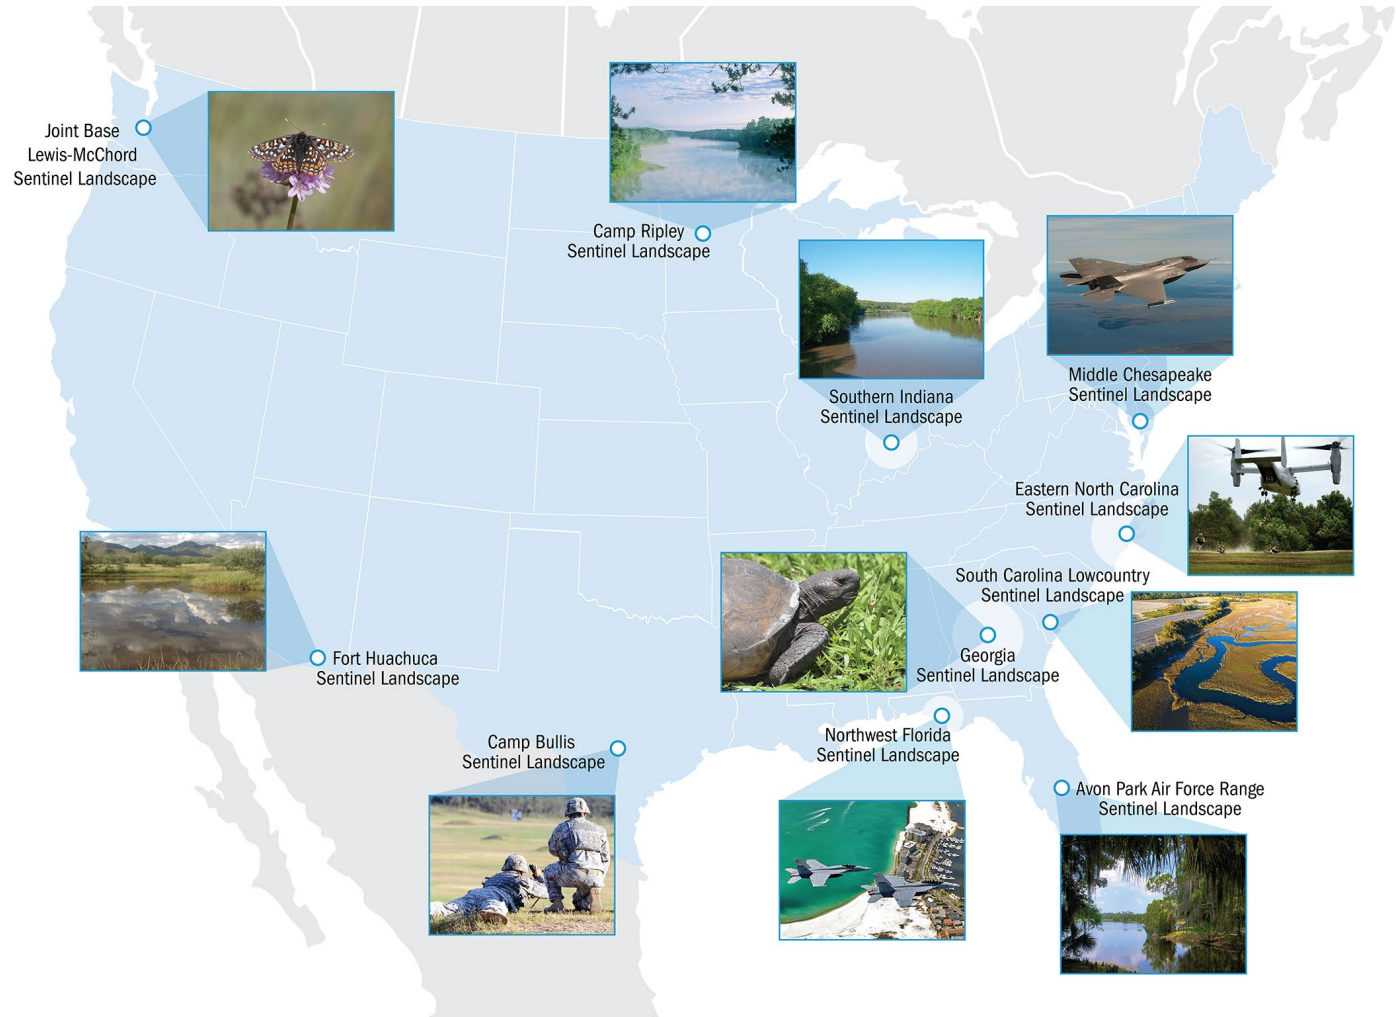 Joint Base
Lewis-McChord
Sentinel Landscape
Camp Ripley
Sentinel Landscape
Southern Indiana
Sentinel Landscape
Middle Chesapeake
Sentinel Landscape
Eastern North Carolina
Sentinel Landscape
South Carolina Lowcountry
Sentinel Landscape
Georgia
Sentinel Landscape
Fort Huachuca
Sentinel Landscape
Northwest Florida
Sentinel Landscape
Camp Bullis
Sentinel Landscape
Avon Park Air Force Range
Sentinel Landscape